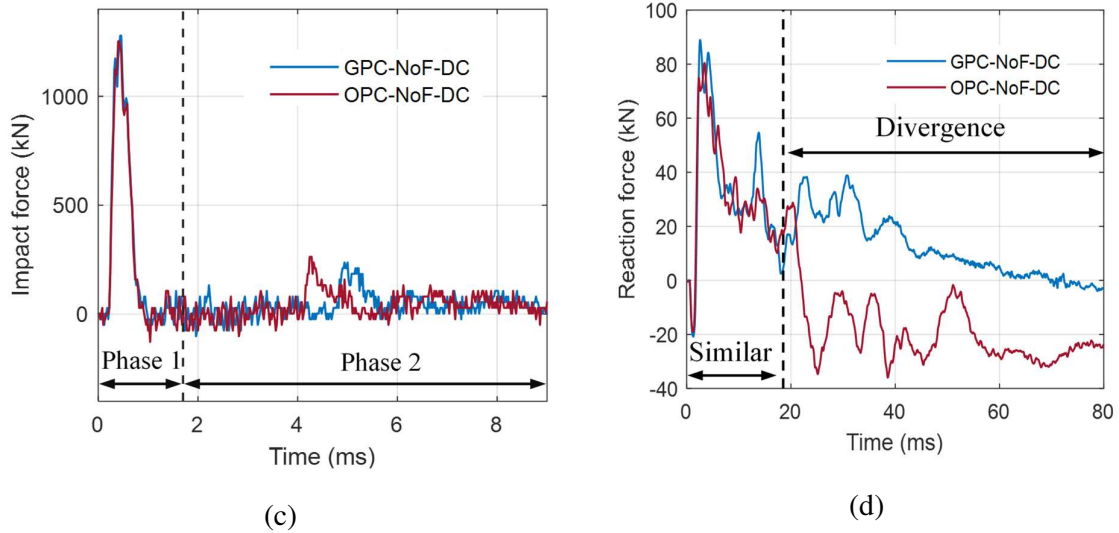 Impact force (kN)
1000
500
0
GPC-NoF-DC
OPC-NoF-DC
Phase 1
Phase 2
0 2 4 6 8
Time (ms)
(c)
Reaction force (kN)
100
80
60
40
20
0
-20
-40
GPC-NoF-DC
OPC-NoF-DC
Divergence
Similar
0 20 40 60 80
Time (ms)
(d)